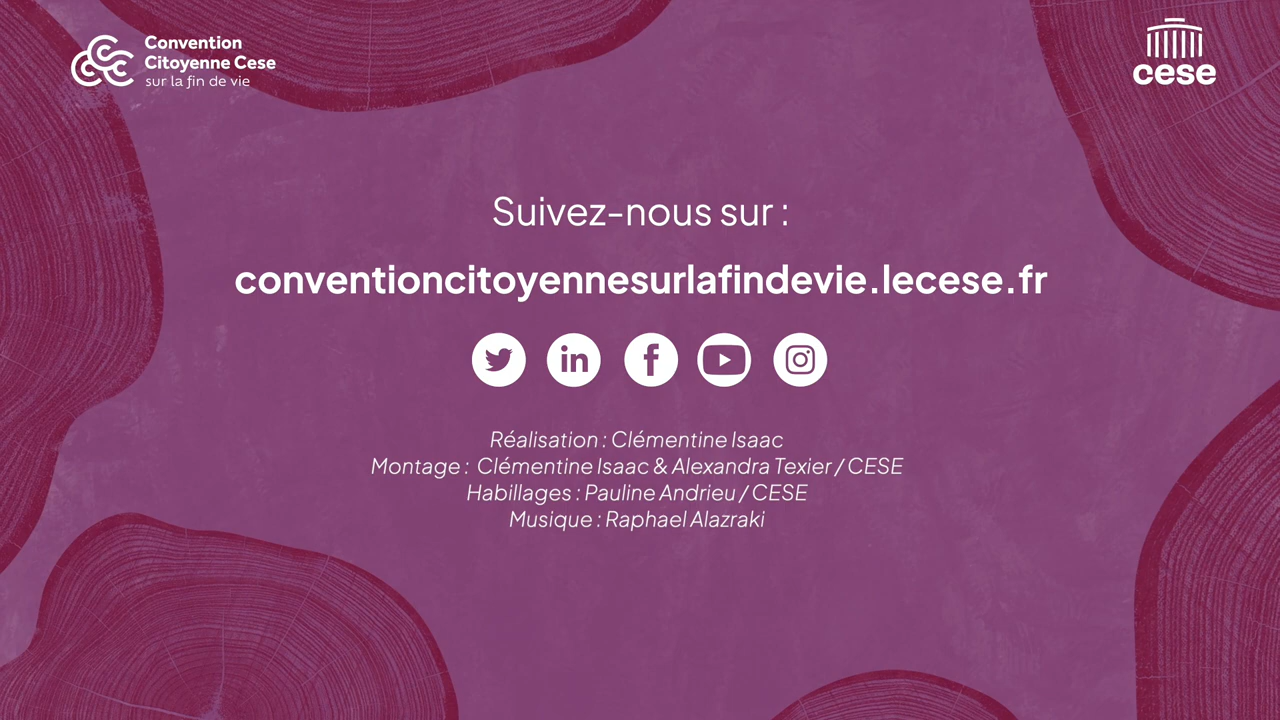 Convention
Citoyenne Cese
sur la fin de vie
cese
Suivez-nous sur :
conventioncitoyennesurlafindevie.lecese.fr
Réalisation : Clémentine Isaac
Montage : Clémentine Isaac & Alexandra Texier / CESE
Habillages : Pauline Andrieu / CESE
Musique : Raphael Alazraki